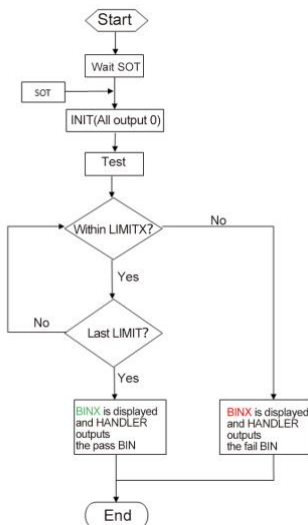 Start
Wait SOT
SOT
INIT(All output 0)
Test
Within LIMITX?
No
Yes
No
Last LIMIT?
Yes
BINX is displayed
and HANDLER
outputs
the pass BIN
BINX is displayed
and HANDLER
outputs
the fail BIN
End